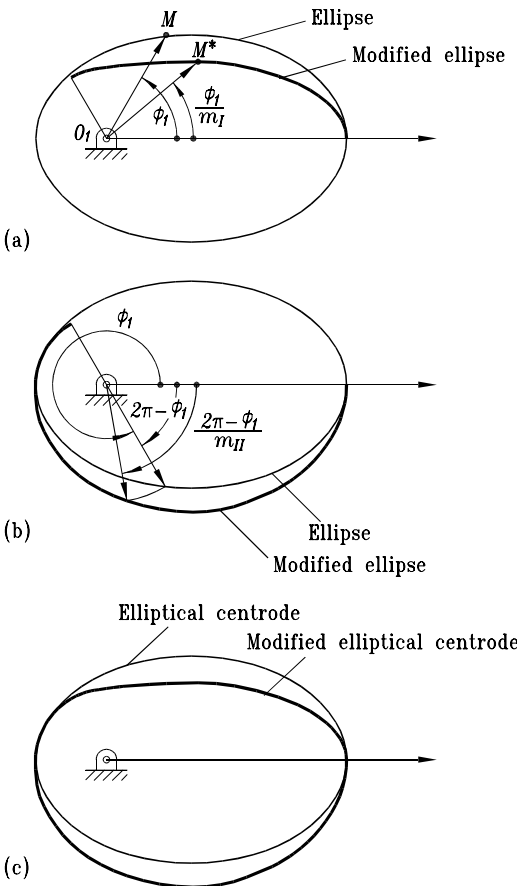 M
Ellipse
M*
Modified ellipse
ϕ1
ϕ1
mI
O1
(a)
ϕ1
2π−ϕ1
2π−ϕ1
mII
Ellipse
(b)
Modified ellipse
Elliptical centrode
Modified elliptical centrode
(c)